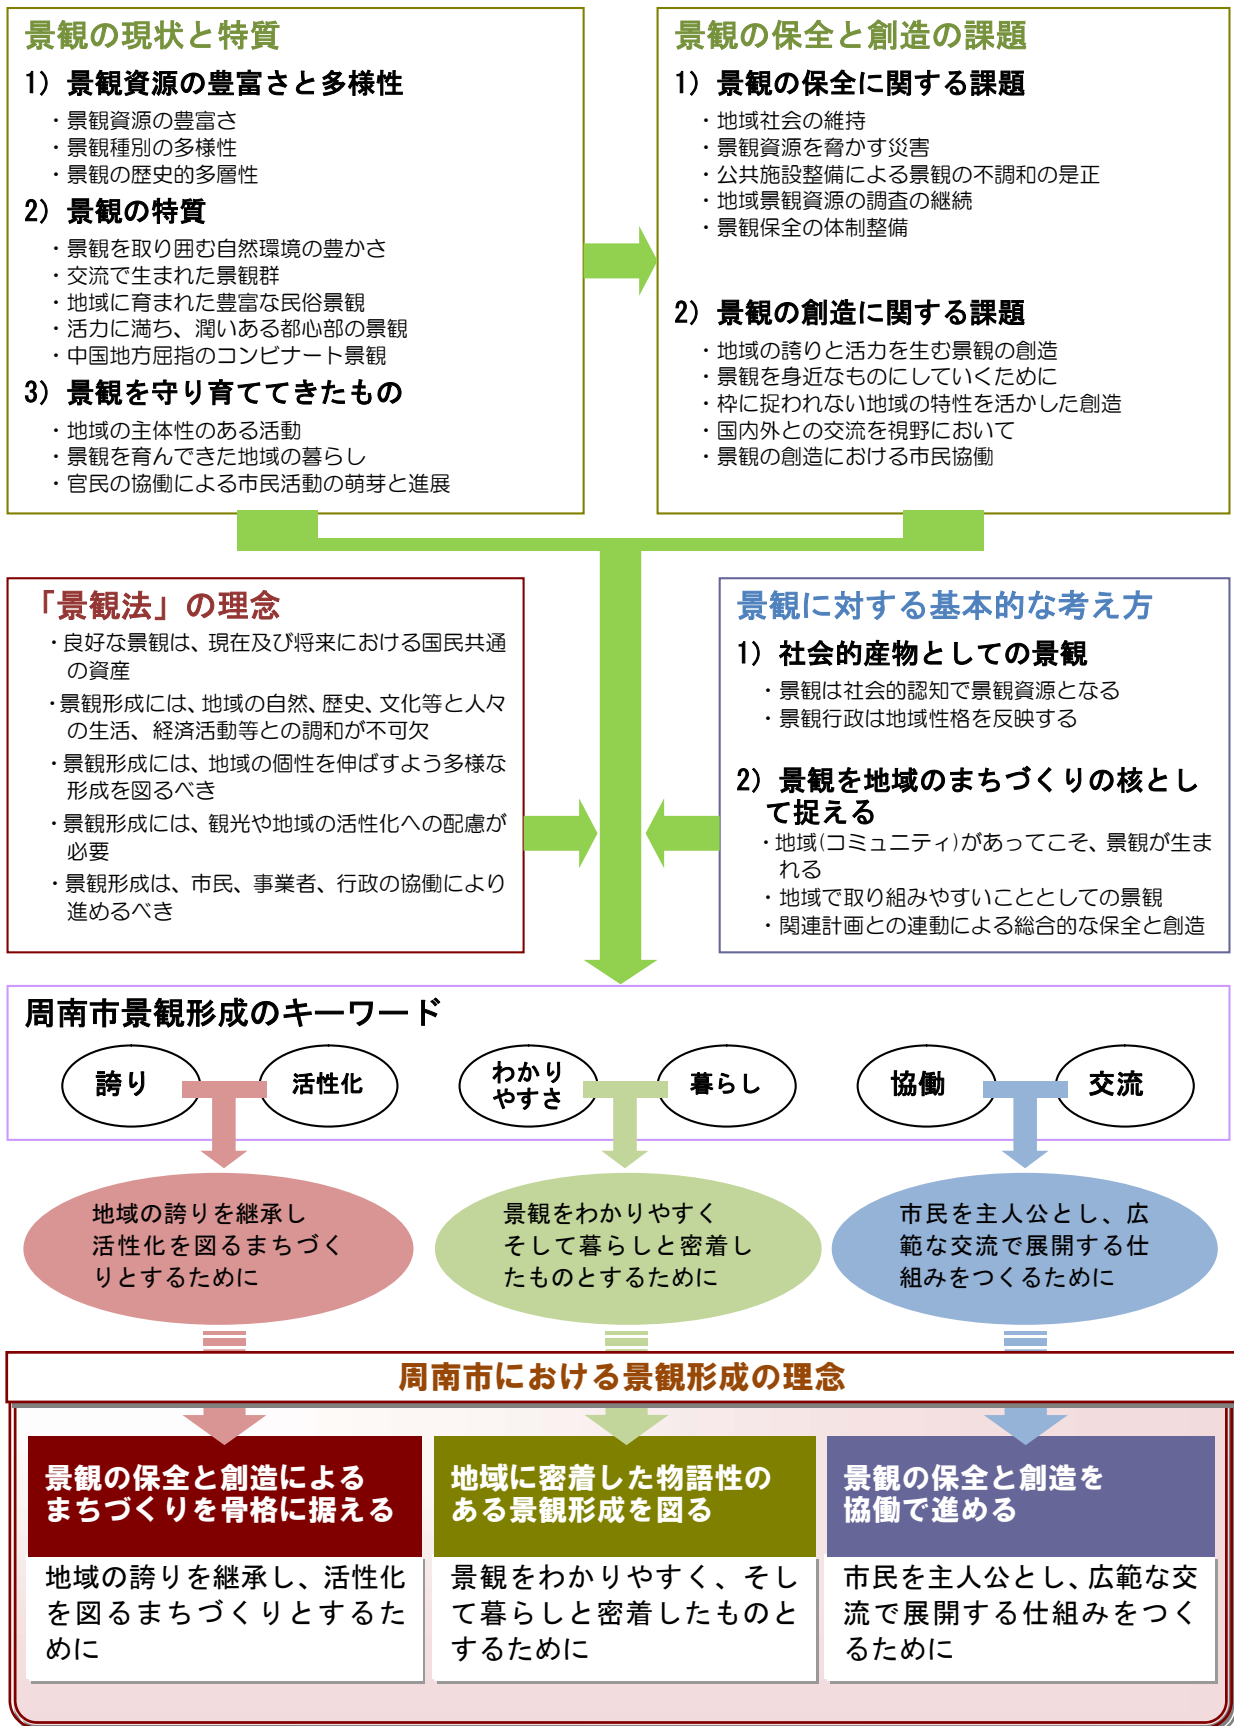 景観の現状と特質
1）景観資源の豊富さと多様性
・景観資源の豊富さ
・景観種別の多様性
・景観の歴史的多層性
2）景観の特質
・景観を取り囲む自然環境の豊かさ
・交流で生まれた景観群
・地域に育まれた豊富な民俗景観
・活力に満ち、潤いある都心部の景観
・中国地方屈指のコンビナート景観
3）景観を守り育ててきたもの
・地域の主体性のある活動
・景観を育んできた地域の暮らし
・官民の協働による市民活動の萌芽と進展
景観の保全と創造の課題
1）景観の保全に関する課題
・地域社会の維持
・景観資源を脅かす災害
・公共施設整備による景観の不調和の是正
・地域景観資源の調査の継続
・景観保全の体制整備
2）景観の創造に関する課題
・地域の誇りと活力を生む景観の創造
・景観を身近なものにしていくために
・枠に捉われない地域の特性を活かした創造
・国内外との交流を視野において
・景観の創造における市民協働
「景観法」の理念
・良好な景観は、現在及び将来における国民共通
の資産
・景観形成には、地域の自然、歴史、文化等と人々
の生活、経済活動等との調和が不可欠
・景観形成には、地域の個性を伸ばすよう多様な
形成を図るべき
・景観形成には、観光や地域の活性化への配慮が
必要
・景観形成は、市民、事業者、行政の協働により
進めるべき
景観に対する基本的な考え方
1）社会的産物としての景観
・景観は社会的認知で景観資源となる
・景観行政は地域性格を反映する
2）景観を地域のまちづくりの核とし
て捉える
・地域(コミュニティ)があってこそ、景観が生ま
れる
・地域で取り組みやすいこととしての景観
・関連計画との連動による総合的な保全と創造
周南市景観形成のキーワード
誇り
活性化
わかり
やすさ
暮らし
協働
交流
地域の誇りを継承し
活性化を図るまちづく
りとするために
景観をわかりやすく
そして暮らしと密着し
たものとするために
市民を主人公とし、広
範な交流で展開する仕
組みをつくるために
周南市における景観形成の理念
景観の保全と創造による
まちづくりを骨格に据える
地域の誇りを継承し、活性化
を図るまちづくりとするた
めに
地域に密着した物語性の
ある景観形成を図る
景観をわかりやすく、そし
て暮らしと密着したものと
するために
景観の保全と創造を
協働で進める
市民を主人公とし、広範な交
流で展開する仕組みをつく
るために